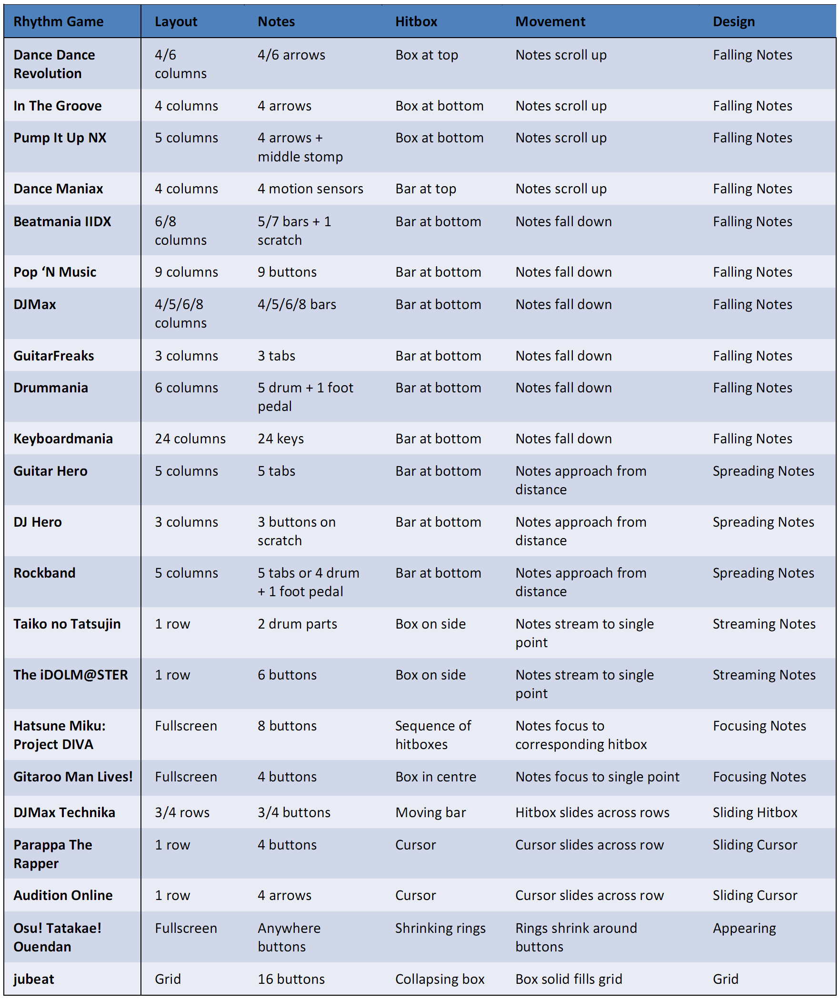 Rhythm Game Layout Notes Hitbox Movement Design
Dance Dance 4/6 4/6 arrows Box at top Notes scroll up Falling Notes
Revolution columns
In The Groove 4 columns 4 arrows Box at bottom Notes scroll up Falling Notes
Pump It Up NX 5 columns 4 arrows + Box at bottom Notes scroll up Falling Notes
middle stomp
Dance Maniax 4 columns 4 motion sensors Bar at top Notes scroll up Falling Notes
Beatmania IIDX 6/8 5/7 bars + 1 Bar at bottom Notes fall down Falling Notes
columns scratch
Pop ‘N Music 9 columns 9 buttons Bar at bottom Notes fall down Falling Notes
DJMax 4/5/6/8 4/5/6/8 bars Bar at bottom Notes fall down Falling Notes
columns
GuitarFreaks 3 columns 3 tabs Bar at bottom Notes fall down Falling Notes
Drummania 6 columns 5 drum + 1 foot Bar at bottom Notes fall down Falling Notes
pedal
Keyboardmania 24 columns 24 keys Bar at bottom Notes fall down Falling Notes
Guitar Hero 5 columns 5 tabs Bar at bottom Notes approach from Spreading Notes
distance
DJ Hero 3 columns 3 buttons on Bar at bottom Notes approach from Spreading Notes
scratch distance
Rockband 5 columns 5 tabs or 4 drum Bar at bottom Notes approach from Spreading Notes
+ 1 foot pedal distance
Taiko no Tatsujin 1 row 2 drum parts Box on side Notes stream to single Streaming Notes
point
The iDOLM@STER 1 row 6 buttons Box on side Notes stream to single Streaming Notes
point
Hatsune Miku: Fullscreen 8 buttons Sequence of Notes focus to Focusing Notes
Project DIVA hitboxes corresponding hitbox
Gitaroo Man Lives! Fullscreen 4 buttons Box in centre Notes focus to single point Focusing Notes
DJMax Technika 3/4 rows 3/4 buttons Moving bar Hitbox slides across rows Sliding Hitbox
Parappa The 1 row 4 buttons Cursor Cursor slides across row Sliding Cursor
Rapper
Audition Online 1 row 4 arrows Cursor Cursor slides across row Sliding Cursor
Osu! Tatakae! Fullscreen Anywhere Shrinking rings Rings shrink around Appearing
Ouendan buttons buttons
jubeat Grid 16 buttons Collapsing box Box solid fills grid Grid